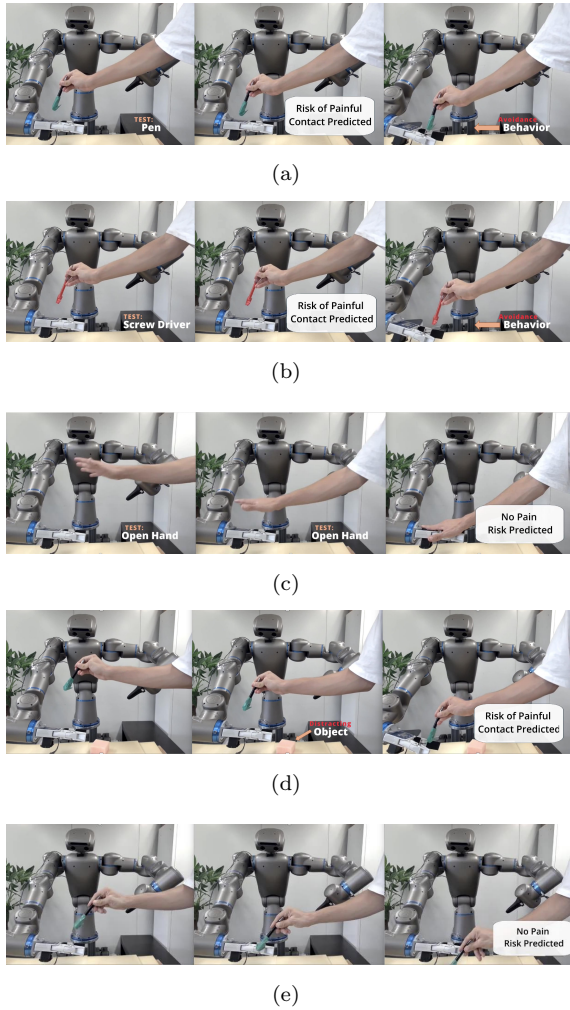 TEST:
Pen
Risk of Painful
Contact Predicted
Avoidance
Behavior
(a)
TEST:
Screw Driver
Risk of Painful
Contact Predicted
Avoidance
Behavior
(b)
TEST:
Open Hand
TEST:
Open Hand
No Pain
Risk Predicted
(c)
Distracting
Object
Risk of Painful
Contact Predicted
(d)
No Pain
Risk Predicted
(e)